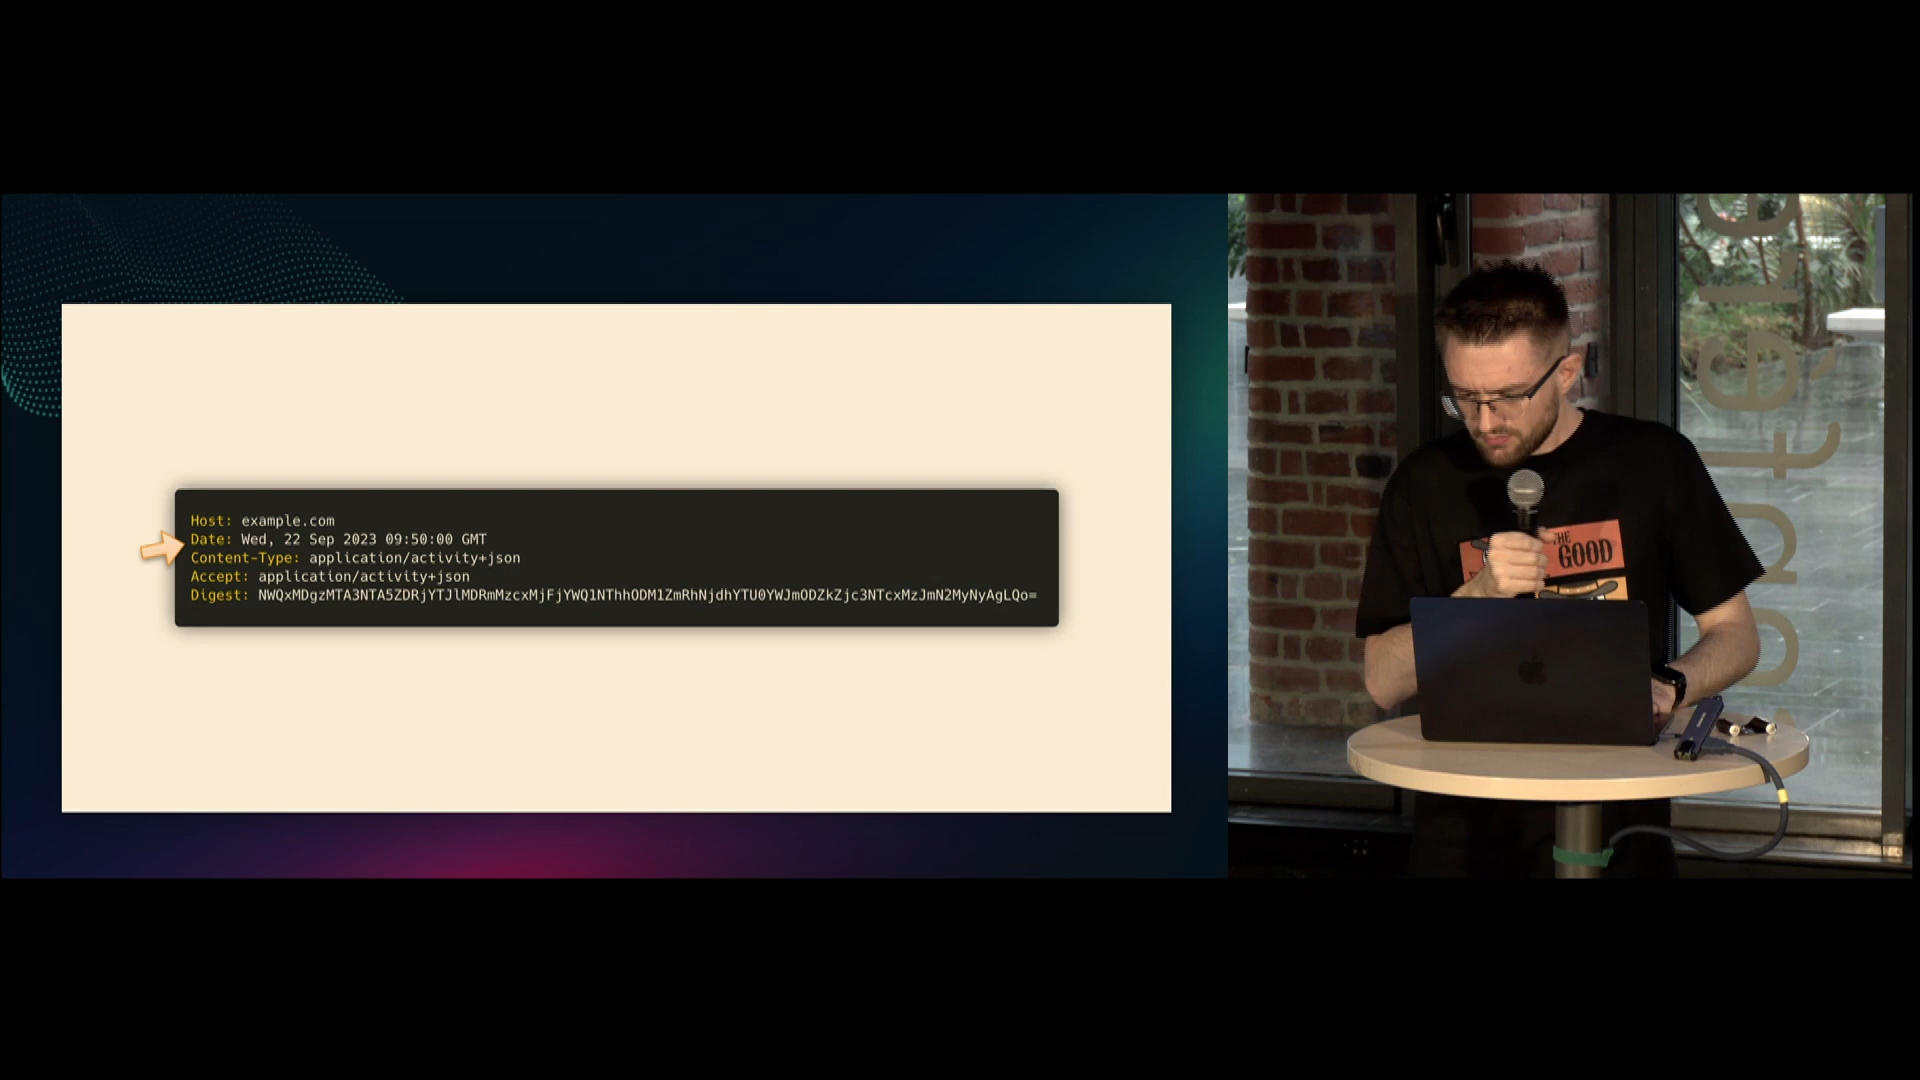 Host: example.com
Date: Wed, 22 Sep 2023 09:50:00 GMT
Content-Type: application/activity+json
Accept: application/activity+json
Digest: NWQxMDgzMTA3NTA5ZDRjYTJlMDRmMzcxMjFjYWQ1NThhODM1ZmRhNjdhYTU0YWJmODZkZjc3NTcxMzJmN2MyNyAgLQo=
THE
GOOD